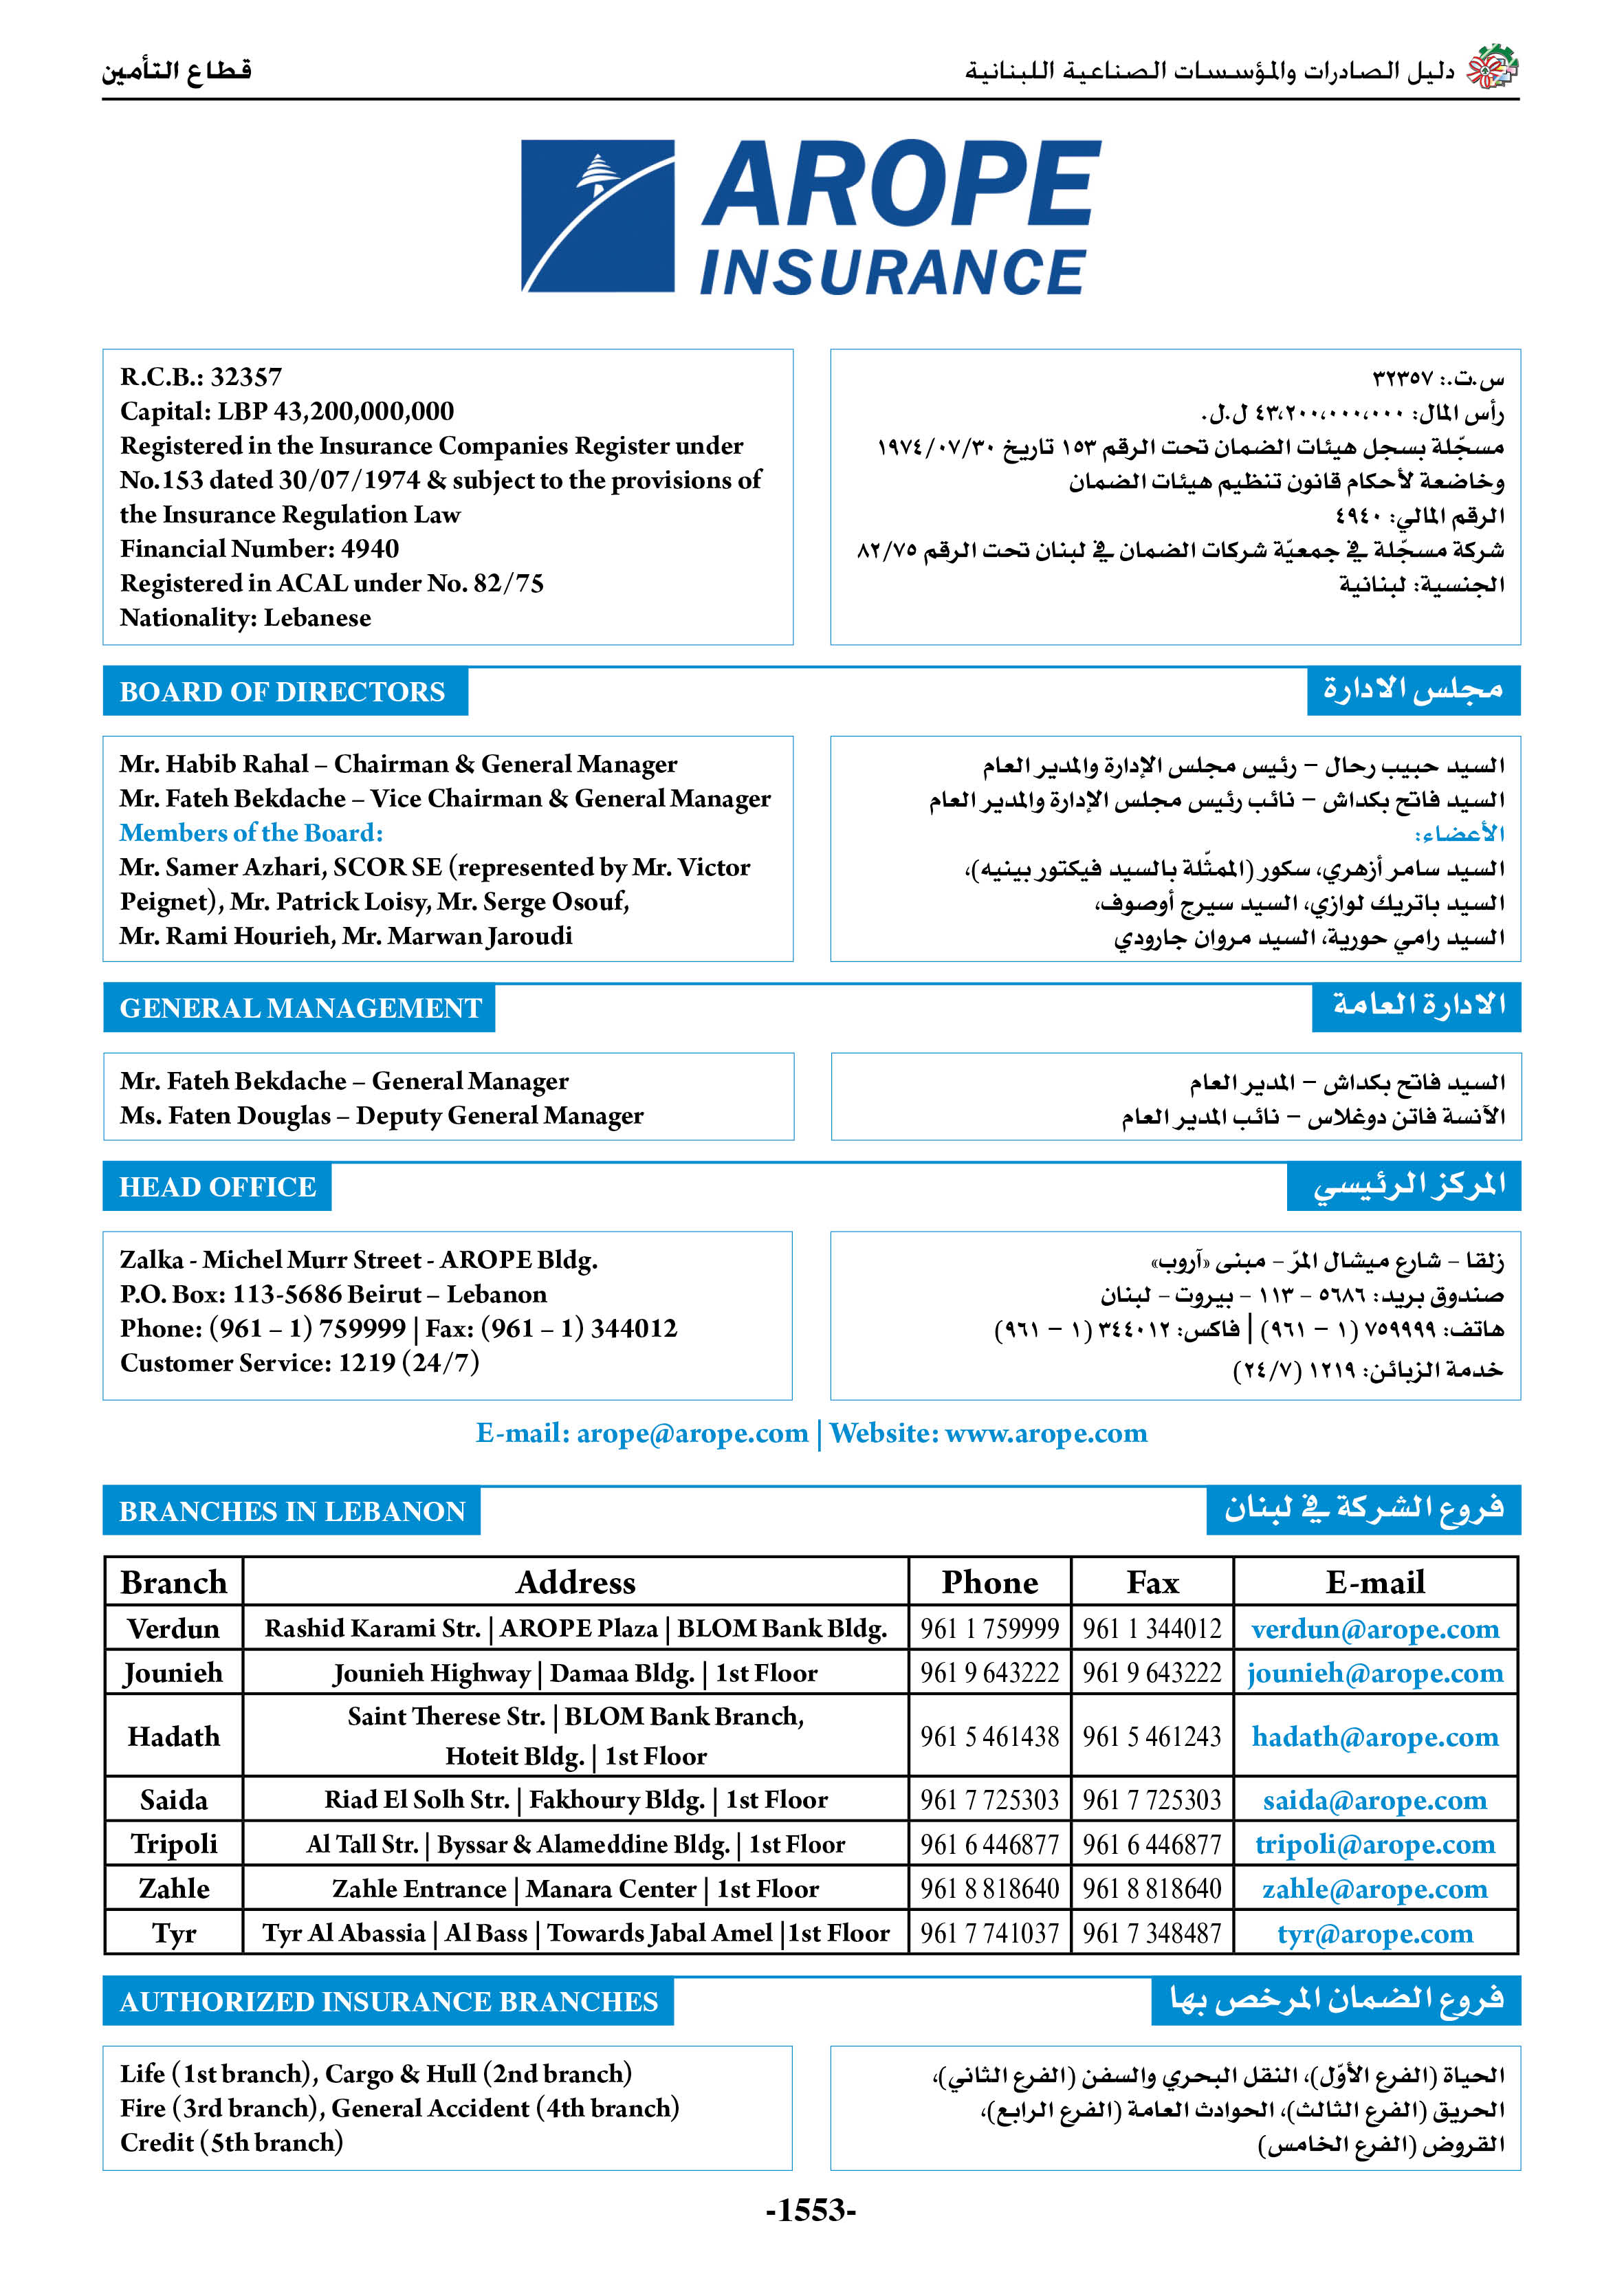 دليل الصادرات والمؤسسات الصناعية اللبنانية
قطاع التأمين
AROPE
INSURANCE
R.C.B.: 32357
Capital: LBP 43,200,000,000
Registered in the Insurance Companies Register under
No.153 dated 30/07/1974 & subject to the provisions of
the Insurance Regulation Law
Financial Number: 4940
Registered in ACAL under No. 82/75
Nationality: Lebanese
س.ت.: ٣٢٣٥٧
رأس المال: ٤٣،٢٠٠،٠٠٠،٠٠٠ ل.ل.
مسجّلة بسجل هيئات الضمان تحت الرقم ١٥٣ تاريخ ١٩٧٤/٠٧/٣٠
وخاضعة لأحكام قانون تنظيم هيئات الضمان
الرقم المالي: ٤٩٤٠
شركة مسجّلة في جمعيّة شركات الضمان في لبنان تحت الرقم ٨٢/٧٥
الجنسية: لبنانية
BOARD OF DIRECTORS
مجلس الادارة
Mr. Habib Rahal – Chairman & General Manager
Mr. Fateh Bekdache – Vice Chairman & General Manager
Members of the Board:
Mr. Samer Azhari, SCOR SE (represented by Mr. Victor
Peignet), Mr. Patrick Loisy, Mr. Serge Osouf,
Mr. Rami Hourieh, Mr. Marwan Jaroudi
السيد حبيب رحال – رئيس مجلس الإدارة والمدير العام
السيد فاتح بكداش – نائب رئيس مجلس الإدارة والمدير العام
الأعضاء:
السيد سامر أزهري، سكور (الممثّلة بالسيد فيكتور بينيه)،
السيد باتريك لوازي، السيد سيرج أوصوف،
السيد رامي حورية، السيد مروان جارودي
GENERAL MANAGEMENT
الادارة العامة
Mr. Fateh Bekdache – General Manager
Ms. Faten Douglas – Deputy General Manager
السيد فاتح بكداش – المدير العام
الآنسة فاتن دوغلاس – نائب المدير العام
HEAD OFFICE
المركز الرئيسي
Zalka - Michel Murr Street - AROPE Bldg.
P.O. Box: 113-5686 Beirut – Lebanon
Phone: (961 – 1) 759999 | Fax: (961 – 1) 344012
Customer Service: 1219 (24/7)
زلقا – شارع ميشال المرّ – مبنى «آروب»
صندوق بريد: ٥٦٨٦ – ١١٣ – بيروت – لبنان
هاتف: ٧٥٩٩٩٩ (١ – ٩٦١) | فاكس: ٣٤٤٠١٢ (١ – ٩٦١)
خدمة الزبائن: ١٢١٩ (٢٤/٧)
E-mail: arope@arope.com | Website: www.arope.com
BRANCHES IN LEBANON
فروع الشركة في لبنان
Branch Address Phone Fax E-mail
Verdun Rashid Karami Str. | AROPE Plaza | BLOM Bank Bldg. 961 1 759999 961 1 344012 verdun@arope.com
Jounieh Jounieh Highway | Damaa Bldg. | 1st Floor 961 9 643222 961 9 643222 jounieh@arope.com
Hadath Saint Therese Str. | BLOM Bank Branch,
Hoteit Bldg. | 1st Floor 961 5 461438 961 5 461243 hadath@arope.com
Saida Riad El Solh Str. | Fakhoury Bldg. | 1st Floor 961 7 725303 961 7 725303 saida@arope.com
Tripoli Al Tall Str. | Byssar & Alameddine Bldg. | 1st Floor 961 6 446877 961 6 446877 tripoli@arope.com
Zahle Zahle Entrance | Manara Center | 1st Floor 961 8 818640 961 8 818640 zahle@arope.com
Tyr Tyr Al Abassia | Al Bass | Towards Jabal Amel |1st Floor 961 7 741037 961 7 348487 tyr@arope.com
AUTHORIZED INSURANCE BRANCHES
فروع الضمان المرخص بها
Life (1st branch), Cargo & Hull (2nd branch)
Fire (3rd branch), General Accident (4th branch)
Credit (5th branch)
الحياة (الفرع الأوّل)، النقل البحري والسفن (الفرع الثاني)،
الحريق (الفرع الثالث)، الحوادث العامة (الفرع الرابع)،
القروض (الفرع الخامس)
-1553-